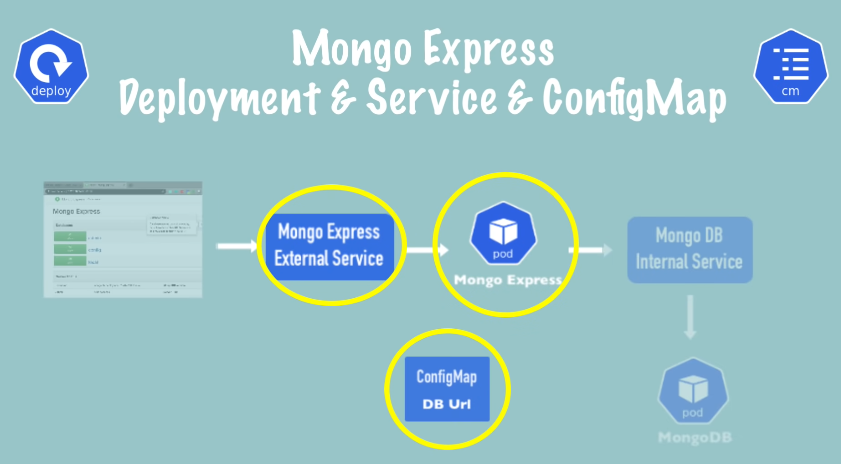 Mongo Express
Deployment & Service & ConfigMap
deploy
cm
Mongo Express
Mongo Express
External Service
pod
Mongo Express
Mongo DB
Internal Service
ConfigMap
DB Url
pod
MongoDB